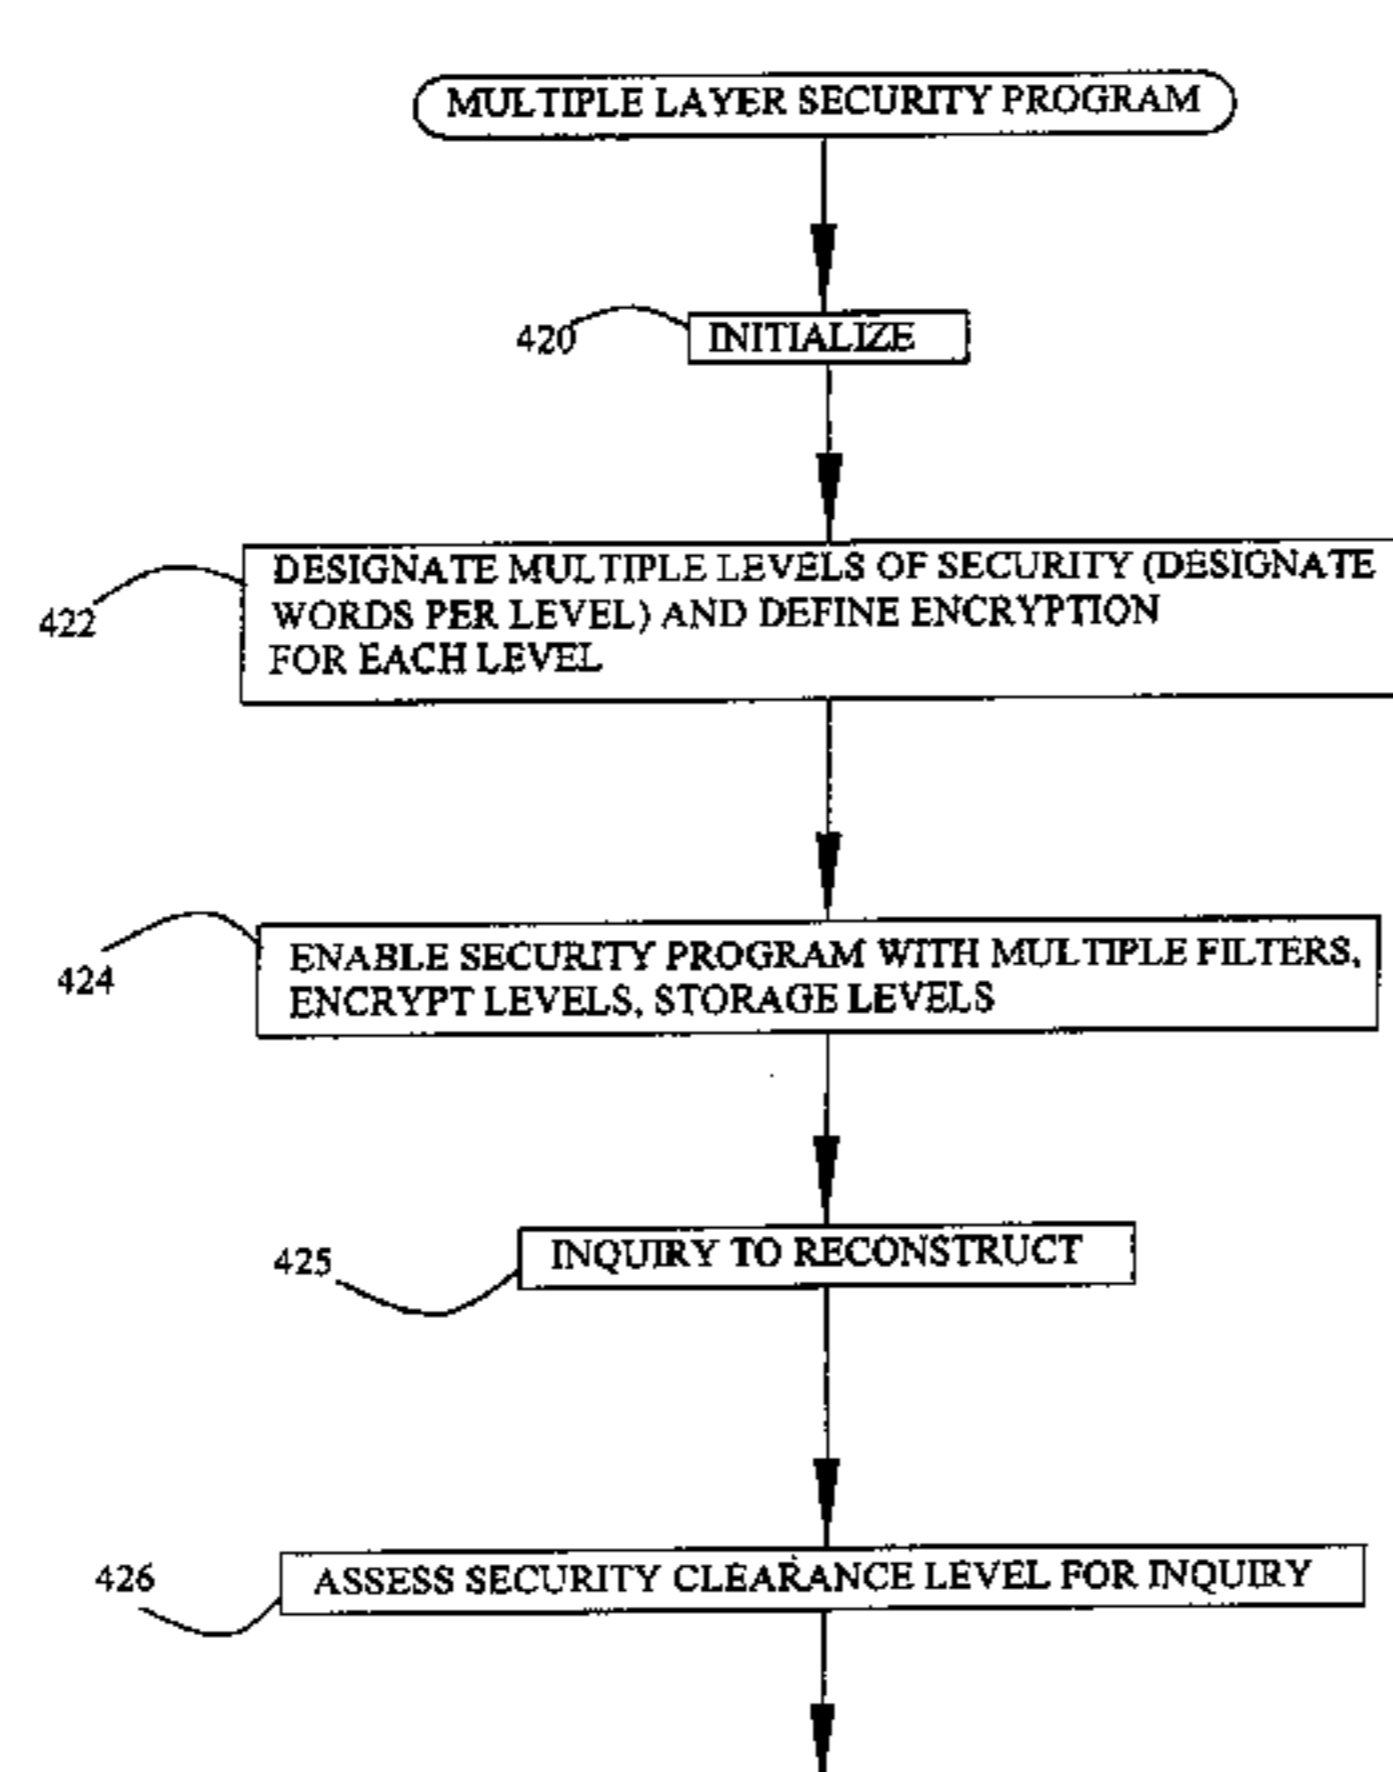 MULTIPLE LAYER SECURITY PROGRAM
420
INITIALIZE
422
DESIGNATE MULTIPLE LEVELS OF SECURITY (DESIGNATE
WORDS PER LEVEL) AND DEFINE ENCRYPTION
FOR EACH LEVEL
424
ENABLE SECURITY PROGRAM WITH MULTIPLE FILTERS,
ENCRYPT LEVELS, STORAGE LEVELS
425
INQUIRY TO RECONSTRUCT
426
ASSESS SECURITY CLEARANCE LEVEL FOR INQUIRY